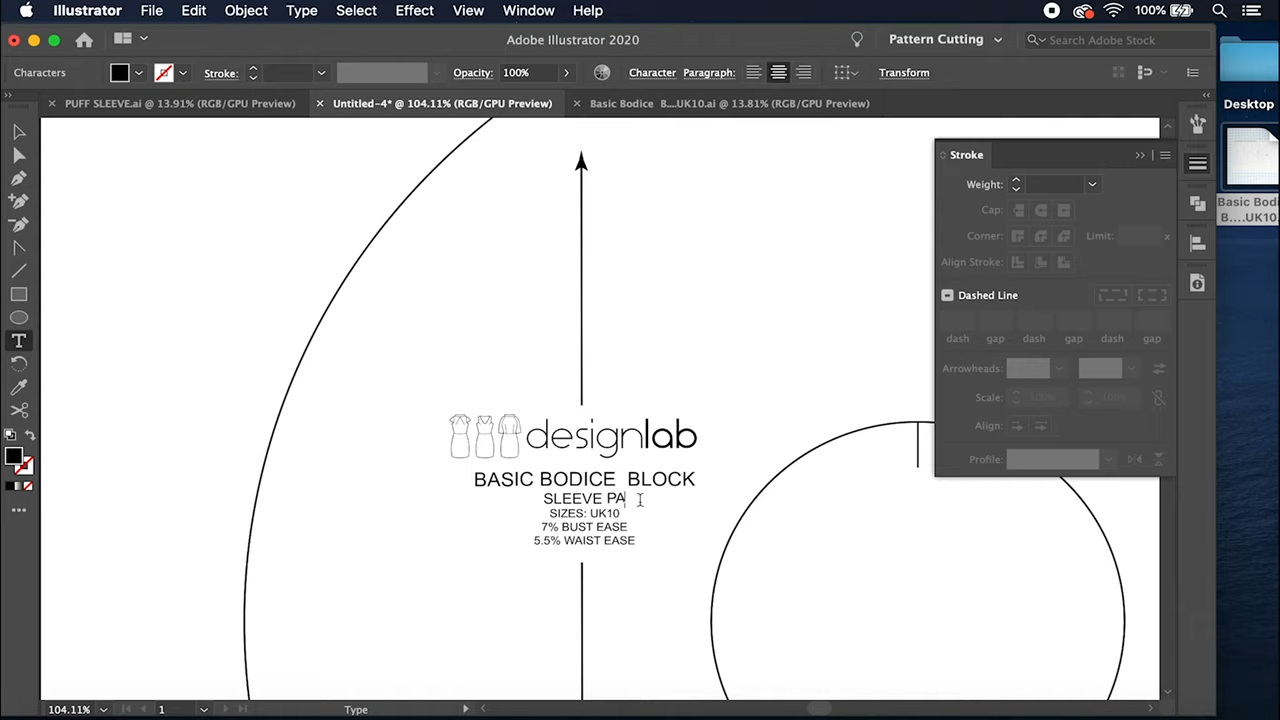 Illustrator File Edit Object Type Select Effect View Window Help 100%
Adobe Illustrator 2020 Pattern Cutting Search Adobe Stock
Characters Stroke: Opacity: 100% Character Paragraph: Transform
PUFF SLEEVE.ai @ 13.91% (RGB/GPU Preview) Untitled-4* @ 104.11% (RGB/GPU Preview) Basic Bodice B....UK10.ai @ 13.81% (RGB/GPU Preview)
Desktop
Stroke
Weight:
Cap:
Corner: Limit: x
Align Stroke:
Dashed Line
dash gap dash gap dash gap
Arrowheads:
Scale: 100% 100%
Align:
Profile:
Basic Bodi
B....UK10
designlab
BASIC BODICE BLOCK
SLEEVE PA
SIZES: UK10
7% BUST EASE
5.5% WAIST EASE
104.11% 1 Type